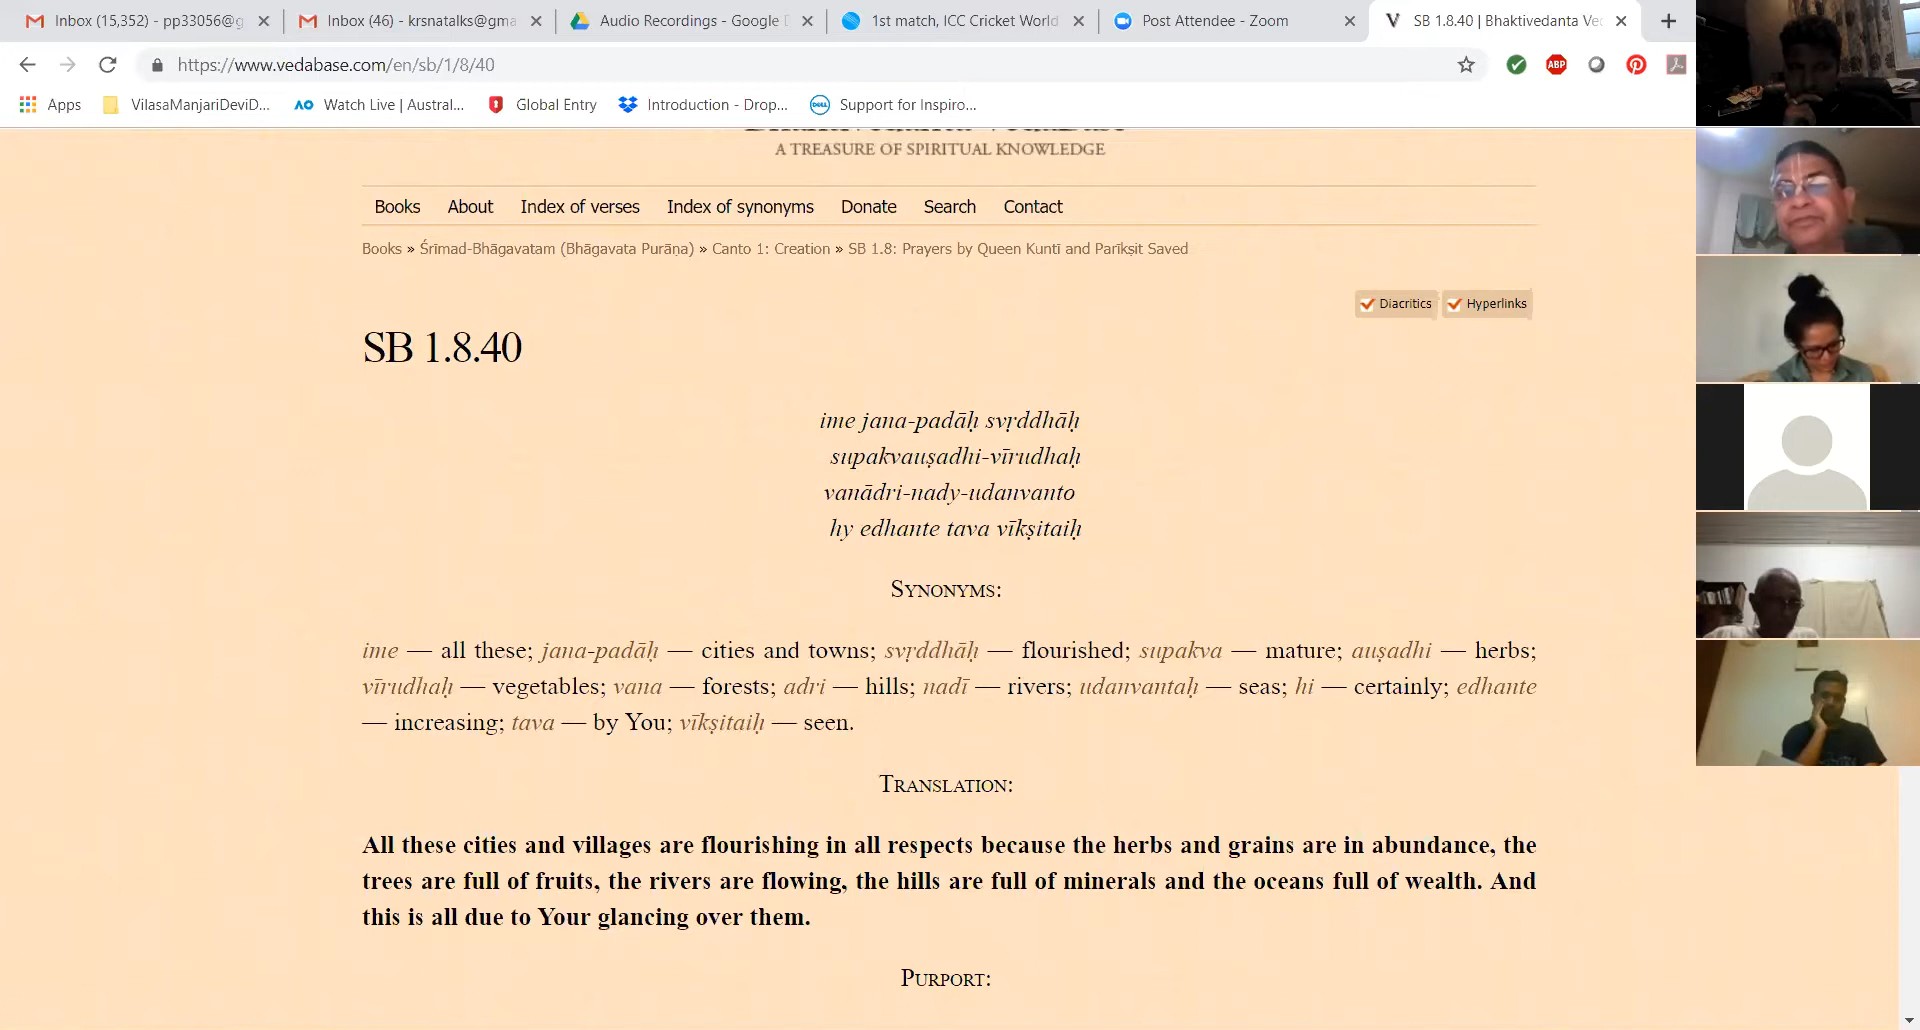 Inbox (15,352) - pp33056@g
Inbox (46) - krsnatalks@gma
Audio Recordings - Google D
1st match, ICC Cricket World
Post Attendee - Zoom
SB 1.8.40 | Bhaktivedanta Ve
https://www.vedabase.com/en/sb/1/8/40
ABP
Apps
VilasaManjariDeviD...
AO Watch Live | Austral...
Global Entry
Introduction - Drop...
DELL Support for Inspiro...
A TREASURE OF SPIRITUAL KNOWLEDGE
Books About Index of verses Index of synonyms Donate Search Contact
Books » Śrīmad-Bhāgavatam (Bhāgavata Purāṇa) » Canto 1: Creation » SB 1.8: Prayers by Queen Kuntī and Parīkṣit Saved
Diacritics Hyperlinks
SB 1.8.40
ime jana-padāḥ svṛddhāḥ
supakvauṣadhi-vīrudhaḥ
vanādri-nady-udanvanto
hy edhante tava vīkṣitaiḥ
SYNONYMS:
ime — all these; jana-padāḥ — cities and towns; svṛddhāḥ — flourished; supakva — mature; auṣadhi — herbs;
vīrudhaḥ — vegetables; vana — forests; adri — hills; nadī — rivers; udanvantaḥ — seas; hi — certainly; edhante
— increasing; tava — by You; vīkṣitaiḥ — seen.
TRANSLATION:
All these cities and villages are flourishing in all respects because the herbs and grains are in abundance, the
trees are full of fruits, the rivers are flowing, the hills are full of minerals and the oceans full of wealth. And
this is all due to Your glancing over them.
PURPORT: